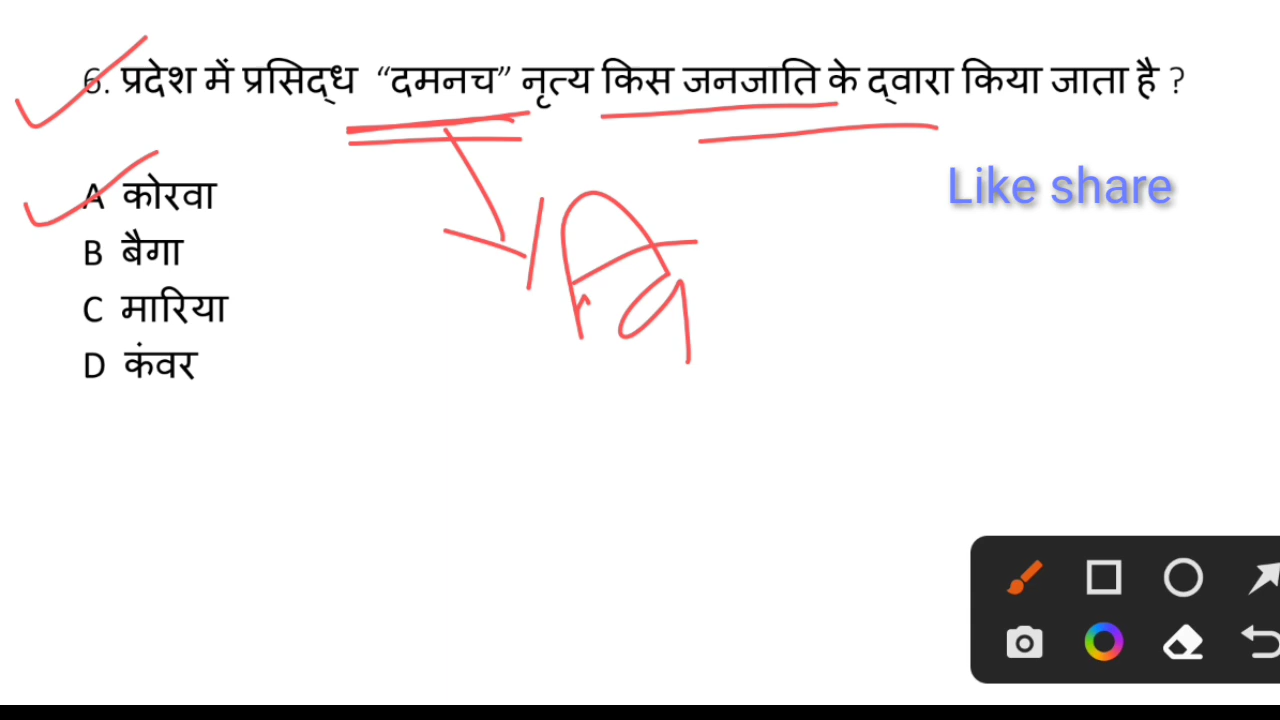 6. प्रदेश में प्रसिद्ध “दमनच” नृत्य किस जनजाति के द्वारा किया जाता है ?
Like share
A कोरवा
B बैगा
C मारिया
D कंवर